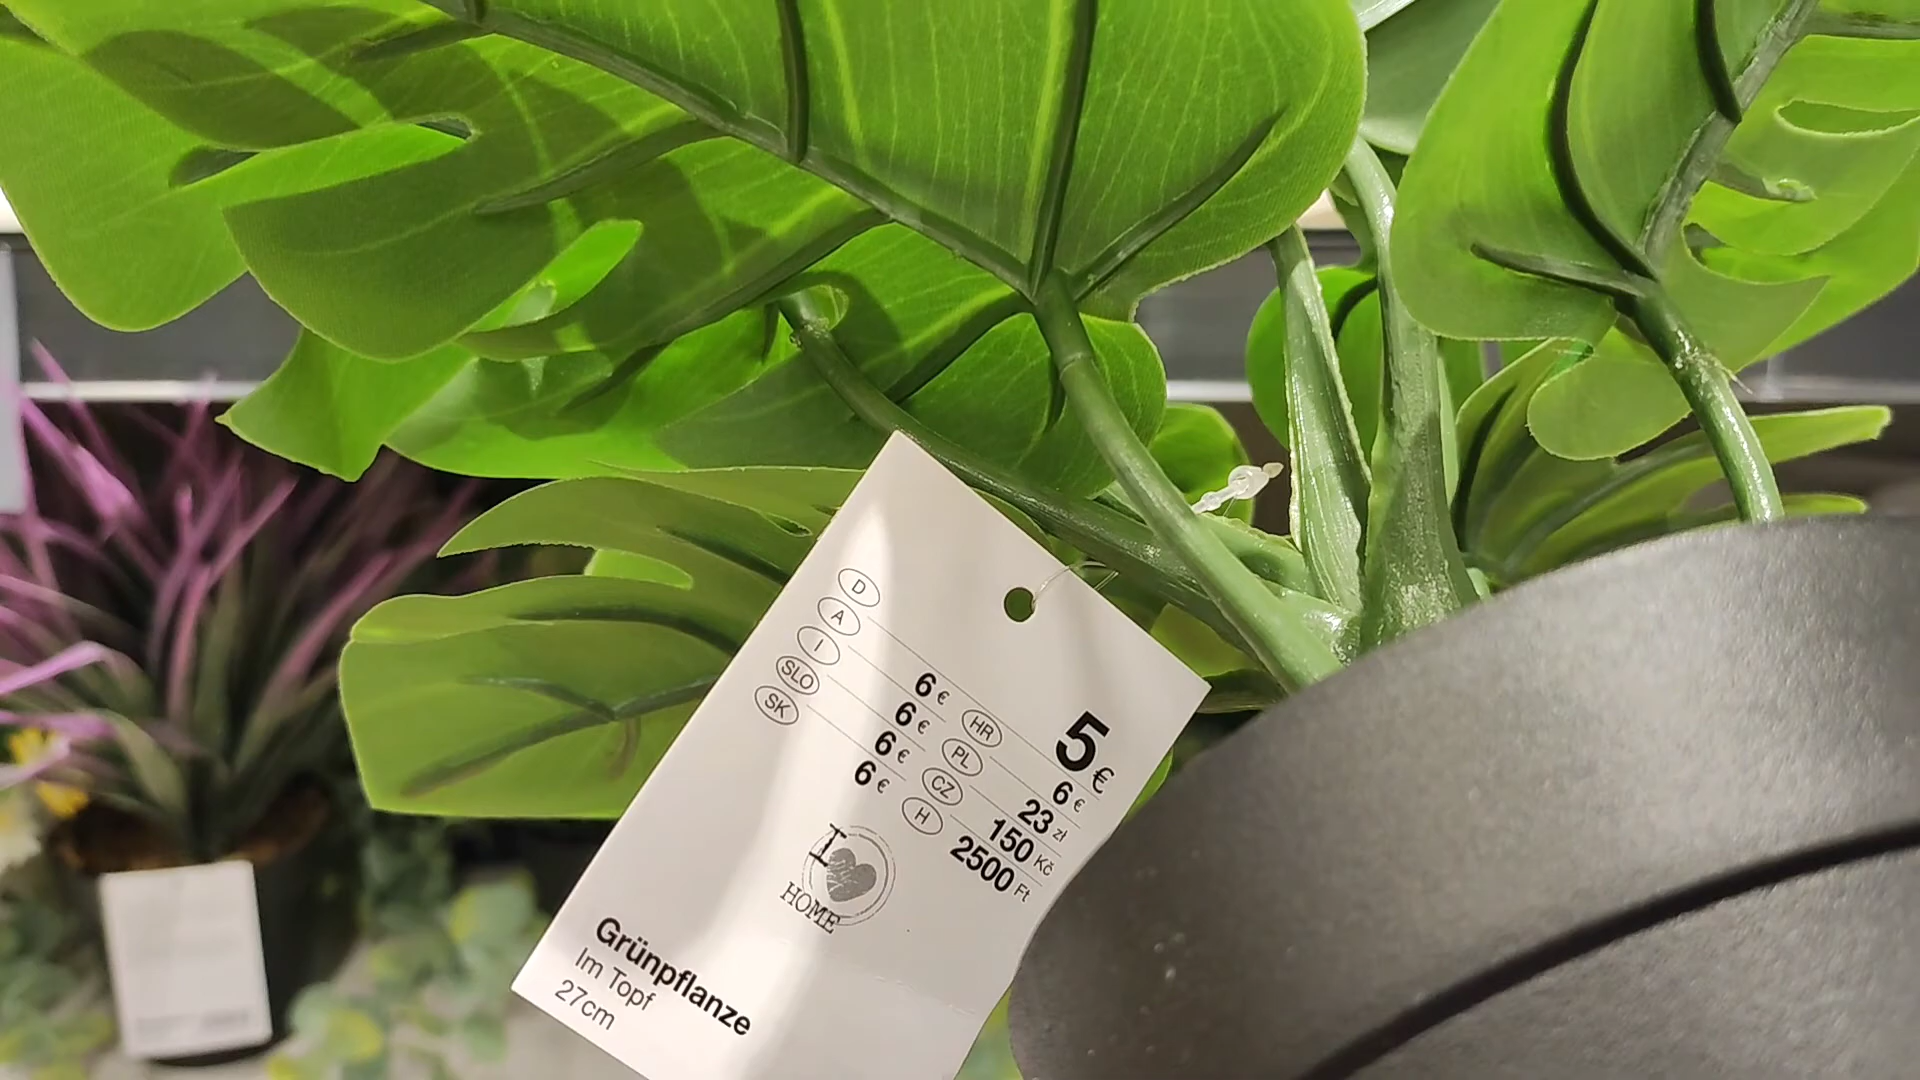 D 5 €
A 6 € HR 6 €
I 6 € PL 23 zł
SLO 6 € CZ 150 Kč
SK 6 € H 2500 Ft
I
HOME
Grünpflanze
Im Topf
27cm